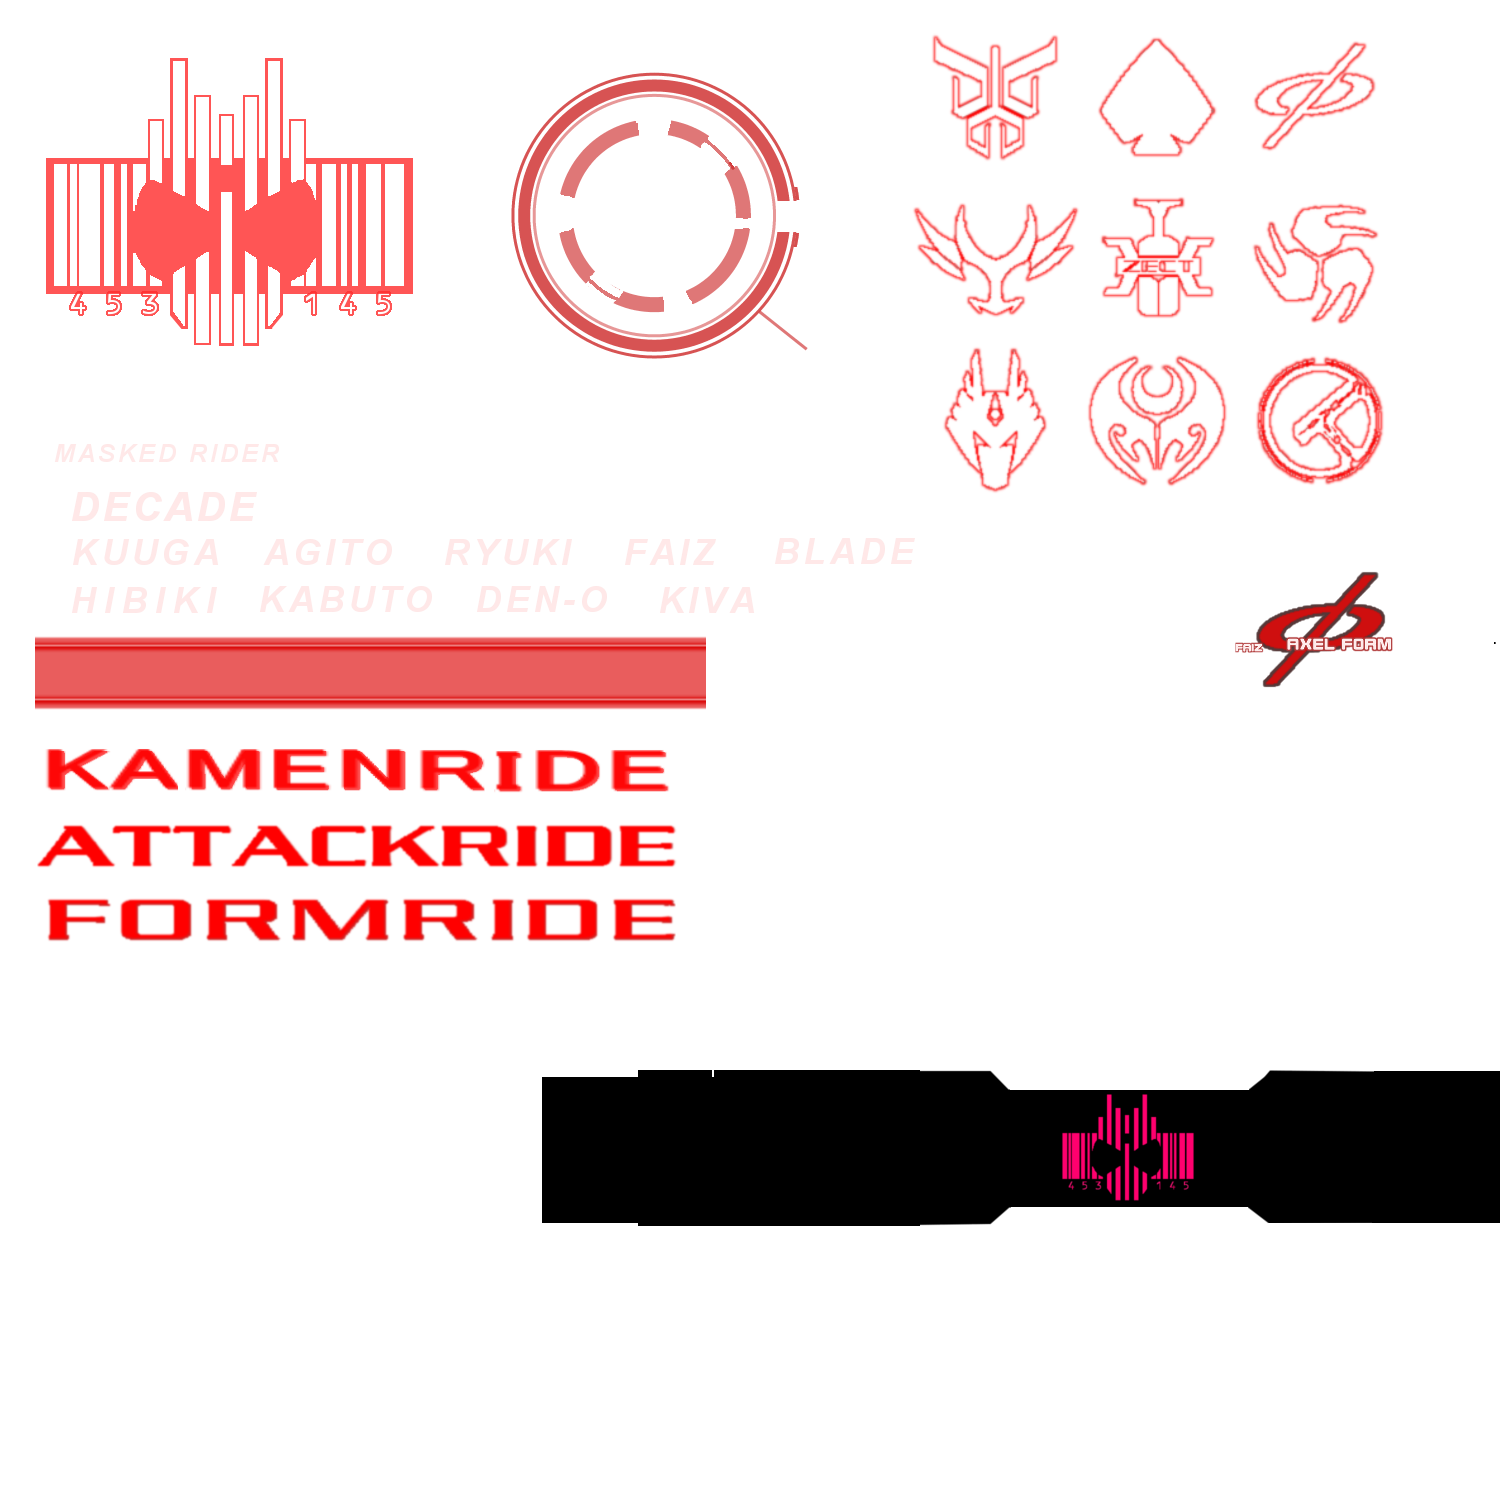 4 5 3 1 4 5
ZECT
MASKED RIDER
DECADE
KUUGA AGITO RYUKI FAIZ BLADE
HIBIKI KABUTO DEN-O KIVA
FAIZ AXEL FORM
KAMENRIDE
ATTACKRIDE
FORMRIDE
4 5 3 1 4 5